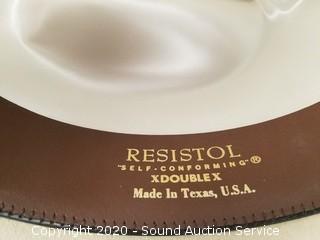 RESISTOL
"SELF-CONFORMING"®
XDOUBLEX
Made In Texas, U.S.A.
Copyright 2020 - Sound Auction Service